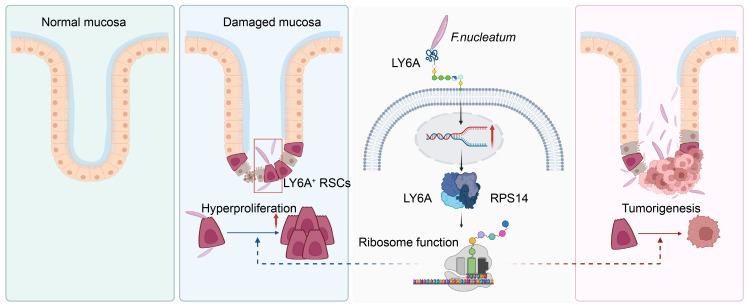 Normal mucosa
Damaged mucosa
LY6A⁺ RSCs
Hyperproliferation
F.nucleatum
LY6A
LY6A RPS14
Ribosome function
Tumorigenesis